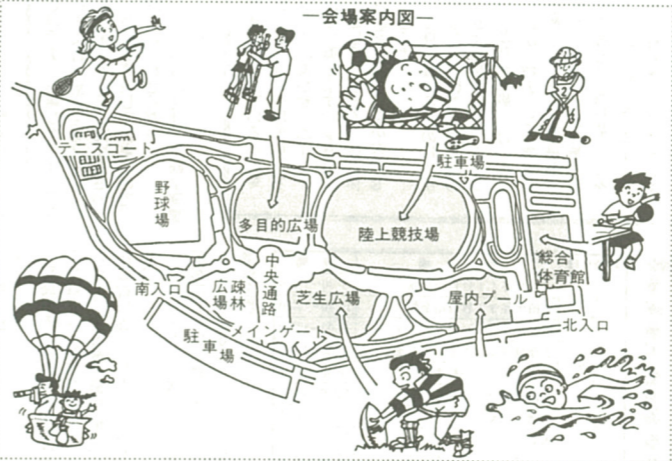 ―会場案内図―
テニスコート
駐車場
野球場
多目的広場
陸上競技場
総合
体育館
中央通路
南入口
疎林
広場
芝生広場
屋内プール
メインゲート
駐車場
北入口